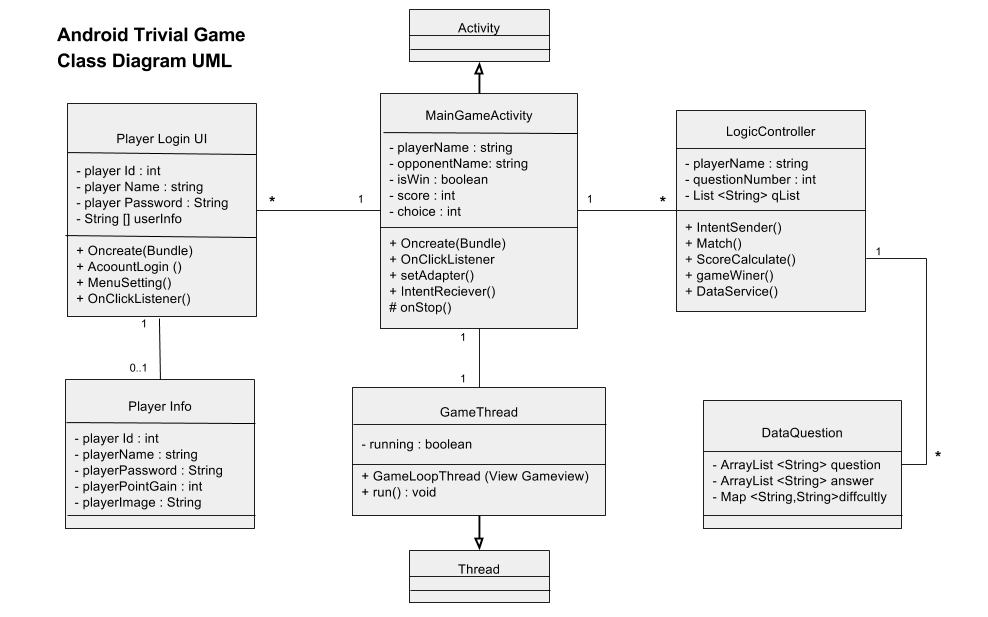 Android Trivial Game
Class Diagram UML
Activity
Player Login UI
- player Id : int
- player Name : string
- player Password : String
- String [] userInfo
+ Oncreate(Bundle)
+ AcoountLogin ()
+ MenuSetting()
+ OnClickListener()
*
1
MainGameActivity
- playerName : string
- opponentName: string
- isWin : boolean
- score : int
- choice : int
+ Oncreate(Bundle)
+ OnClickListener
+ setAdapter()
+ IntentReciever()
# onStop()
1
*
LogicController
- playerName : string
- questionNumber : int
- List <String> qList
+ IntentSender()
+ Match()
+ ScoreCalculate()
+ gameWiner()
+ DataService()
1
*
1
0..1
Player Info
- player Id : int
- playerName : string
- playerPassword : String
- playerPointGain : int
- playerImage : String
1
1
GameThread
- running : boolean
+ GameLoopThread (View Gameview)
+ run() : void
Thread
DataQuestion
- ArrayList <String> question
- ArrayList <String> answer
- Map <String,String>diffcultly